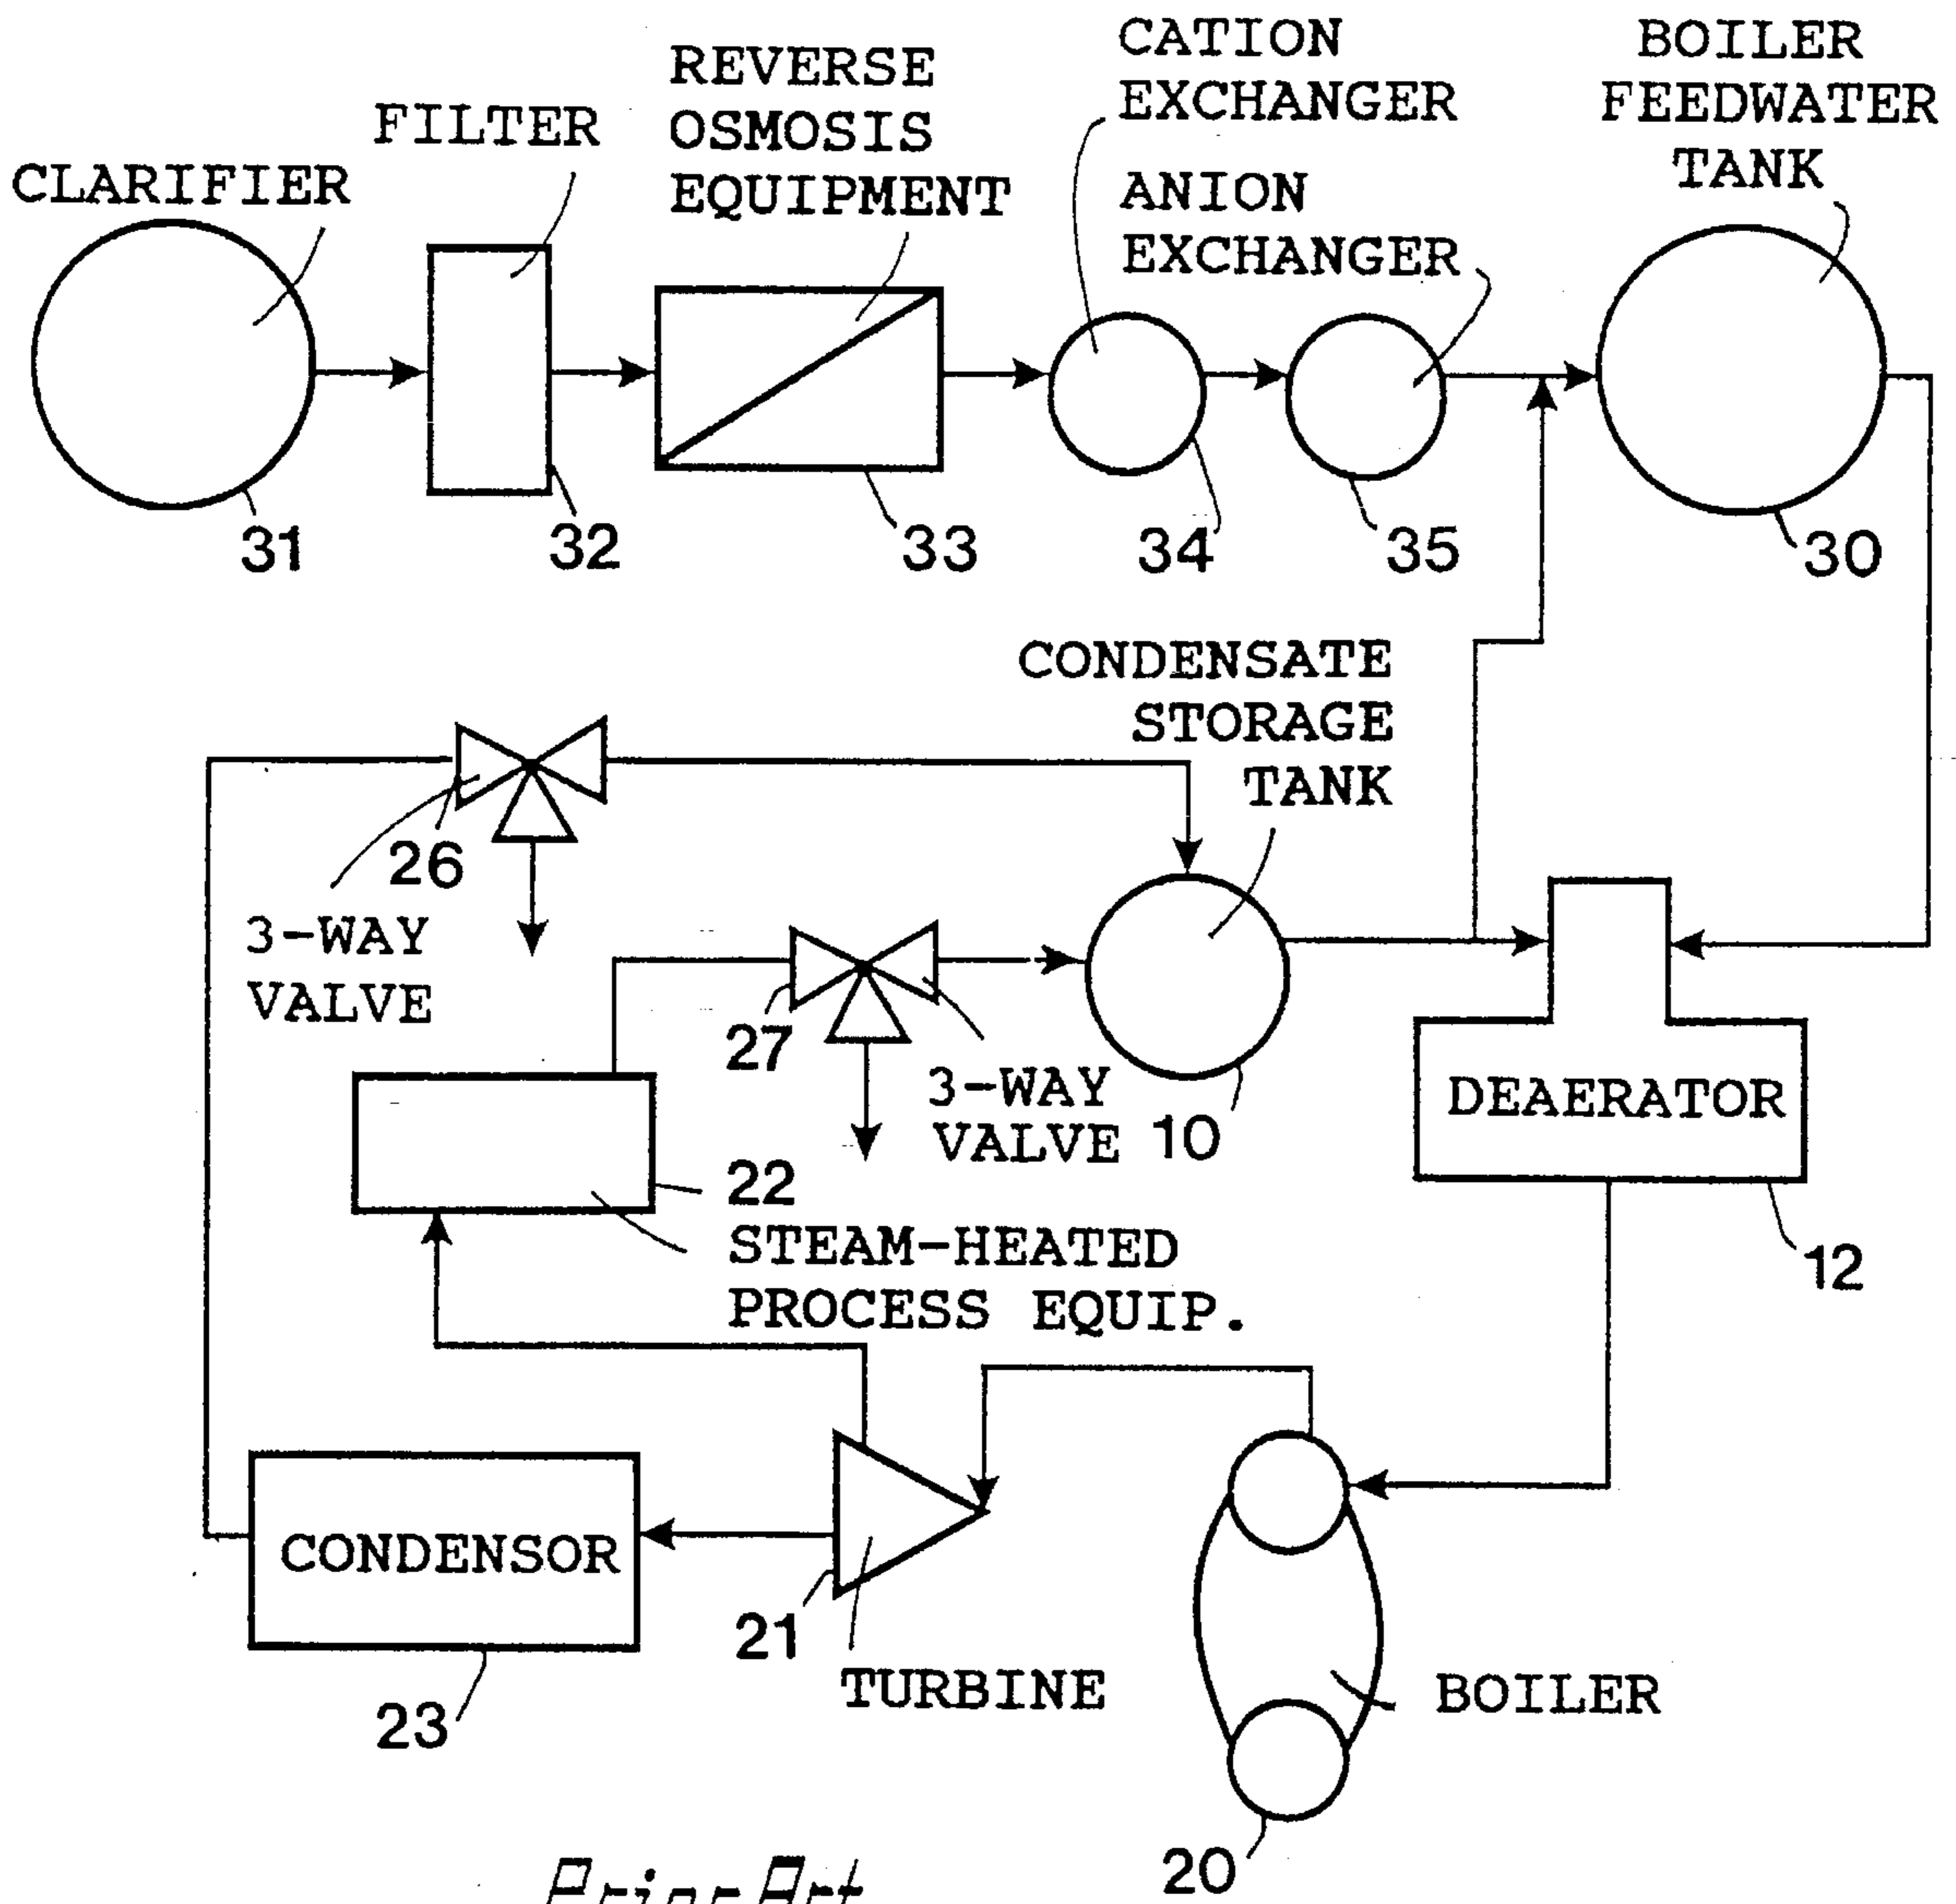 CLARIFIER
FILTER
REVERSE
OSMOSIS
EQUIPMENT
CATION
EXCHANGER
ANION
EXCHANGER
BOILER
FEEDWATER
TANK
31
32
33
34
35
30
CONDENSATE
STORAGE
TANK
26
3-WAY
VALVE
27
3-WAY
VALVE
10
DEAERATOR
12
22
STEAM-HEATED
PROCESS EQUIP.
CONDENSOR
23
21
TURBINE
BOILER
20
Prior Art